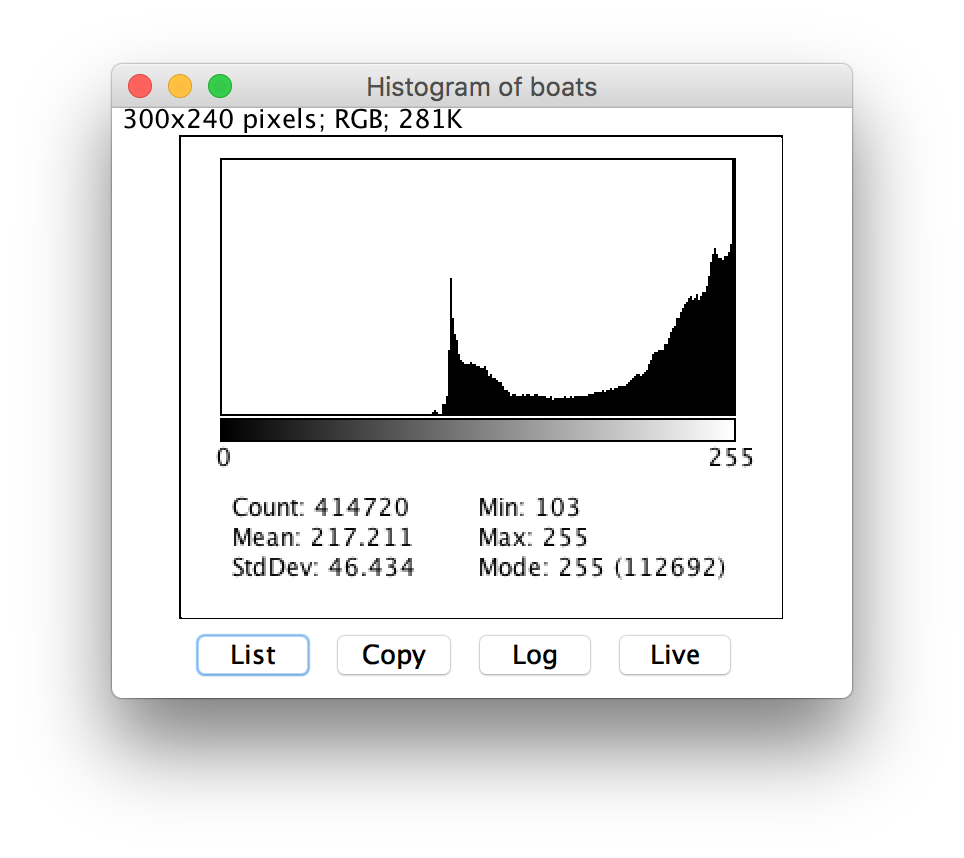 Histogram of boats
300x240 pixels; RGB; 281K
0 255
Count: 414720 Min: 103
Mean: 217.211 Max: 255
StdDev: 46.434 Mode: 255 (112692)
List Copy Log Live